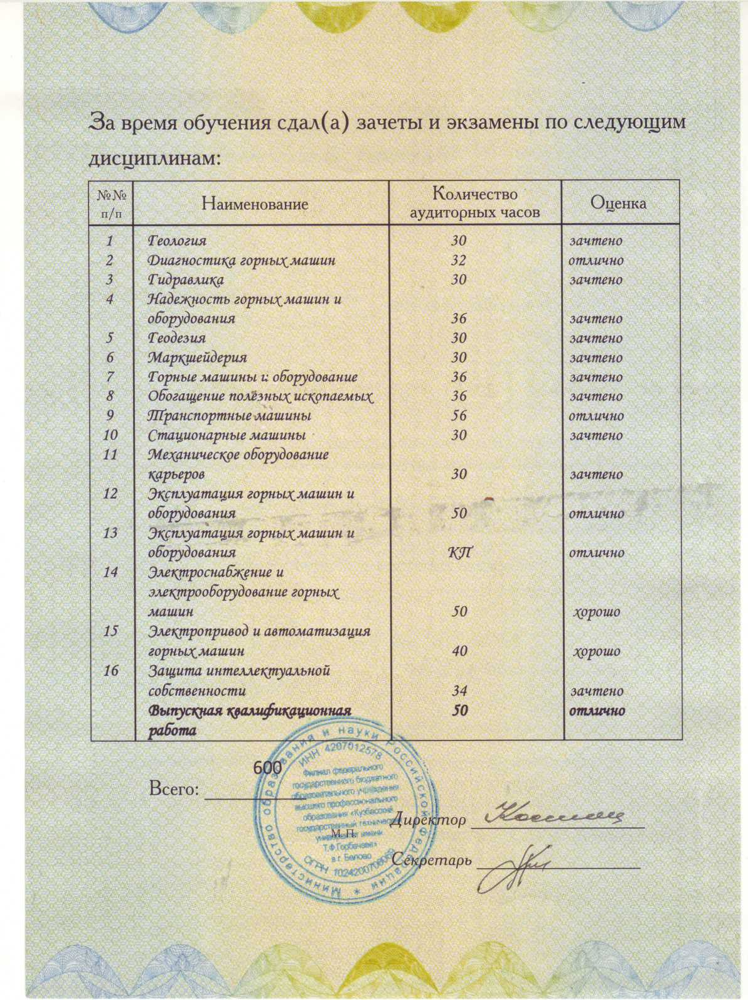 За время обучения сдал(а) зачеты и экзамены по следующим
дисциплинам:
№№ п/п Наименование Количество аудиторных часов Оценка
1 Геология 30 зачтено
2 Диагностика горных машин 32 отлично
3 Гидравлика 30 зачтено
4 Надежность горных машин и
оборудования 36 зачтено
5 Геодезия 30 зачтено
6 Маркшейдерия 30 зачтено
7 Горные машины и оборудование 36 зачтено
8 Обогащение полезных ископаемых 36 зачтено
9 Транспортные машины 56 отлично
10 Стационарные машины 30 зачтено
11 Механическое оборудование
карьеров 30 зачтено
12 Эксплуатация горных машин и
оборудования 50 отлично
13 Эксплуатация горных машин и
оборудования КП отлично
14 Электроснабжение и
электрооборудование горных
машин 50 хорошо
15 Электропривод и автоматизация
горных машин 40 хорошо
16 Защита интеллектуальной
собственности 34 зачтено
Выпускная квалификационная 50 отлично
работа
600
Всего:
Директор
М.П.
Секретарь
Министерство образования и науки Российской Федерации *
ИНН 4207012578
Филиал федерального
государственного бюджетного
образовательного учреждения
высшего профессионального
образования «Кузбасский
государственный технический
университет имени
Т.Ф.Горбачева»
в г. Белово
ОГРН